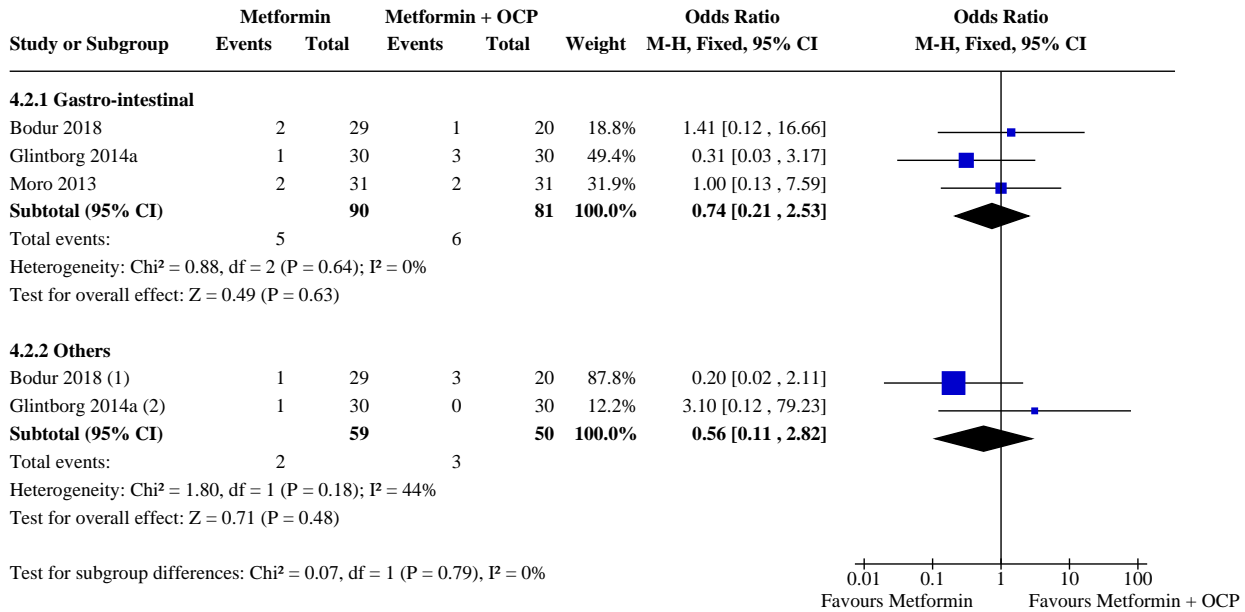 Metformin Metformin + OCP Odds Ratio Odds Ratio
Study or Subgroup Events Total Events Total Weight M-H, Fixed, 95% CI M-H, Fixed, 95% CI
4.2.1 Gastro-intestinal
Bodur 2018 2 29 1 20 18.8% 1.41 [0.12 , 16.66]
Glintborg 2014a 1 30 3 30 49.4% 0.31 [0.03 , 3.17]
Moro 2013 2 31 2 31 31.9% 1.00 [0.13 , 7.59]
Subtotal (95% CI) 90 81 100.0% 0.74 [0.21 , 2.53]
Total events: 5 6
Heterogeneity: Chi² = 0.88, df = 2 (P = 0.64); I² = 0%
Test for overall effect: Z = 0.49 (P = 0.63)
4.2.2 Others
Bodur 2018 (1) 1 29 3 20 87.8% 0.20 [0.02 , 2.11]
Glintborg 2014a (2) 1 30 0 30 12.2% 3.10 [0.12 , 79.23]
Subtotal (95% CI) 59 50 100.0% 0.56 [0.11 , 2.82]
Total events: 2 3
Heterogeneity: Chi² = 1.80, df = 1 (P = 0.18); I² = 44%
Test for overall effect: Z = 0.71 (P = 0.48)
Test for subgroup differences: Chi² = 0.07, df = 1 (P = 0.79), I² = 0%
0.01 0.1 1 10 100
Favours Metformin Favours Metformin + OCP